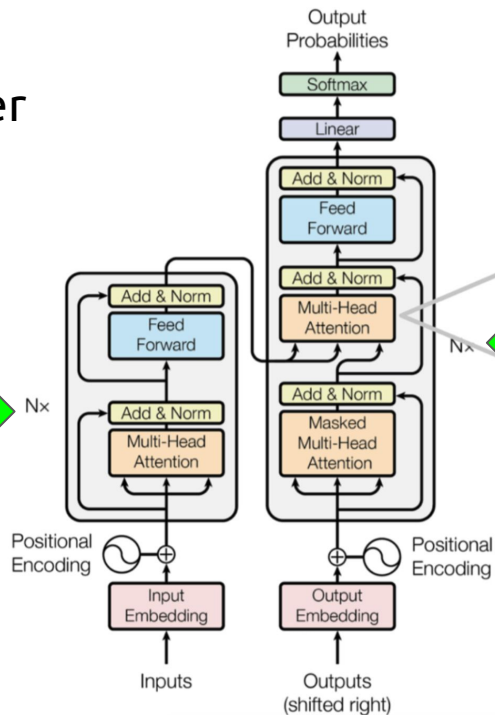 er
Output
Probabilities
Softmax
Linear
Add & Norm
Feed
Forward
Add & Norm
Multi-Head
Attention
Nx
Add & Norm
Masked
Multi-Head
Attention
Add & Norm
Feed
Forward
Nx
Add & Norm
Multi-Head
Attention
Positional
Encoding
Positional
Encoding
Input
Embedding
Output
Embedding
Inputs
Outputs
(shifted right)